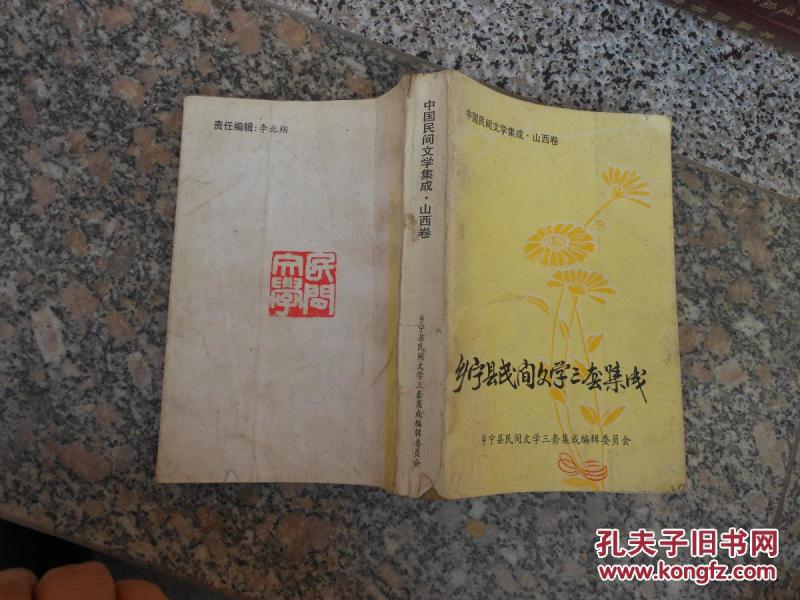 责任编辑:李北翔
民間
文學
中国民间文学集成·山西卷
乡宁县民间文学三套集成编辑委员会
中国民间文学集成·山西卷
乡宁县民间文学三套集成
乡宁县民间文学三套集成编辑委员会
孔夫子旧书网
www.kongfz.com